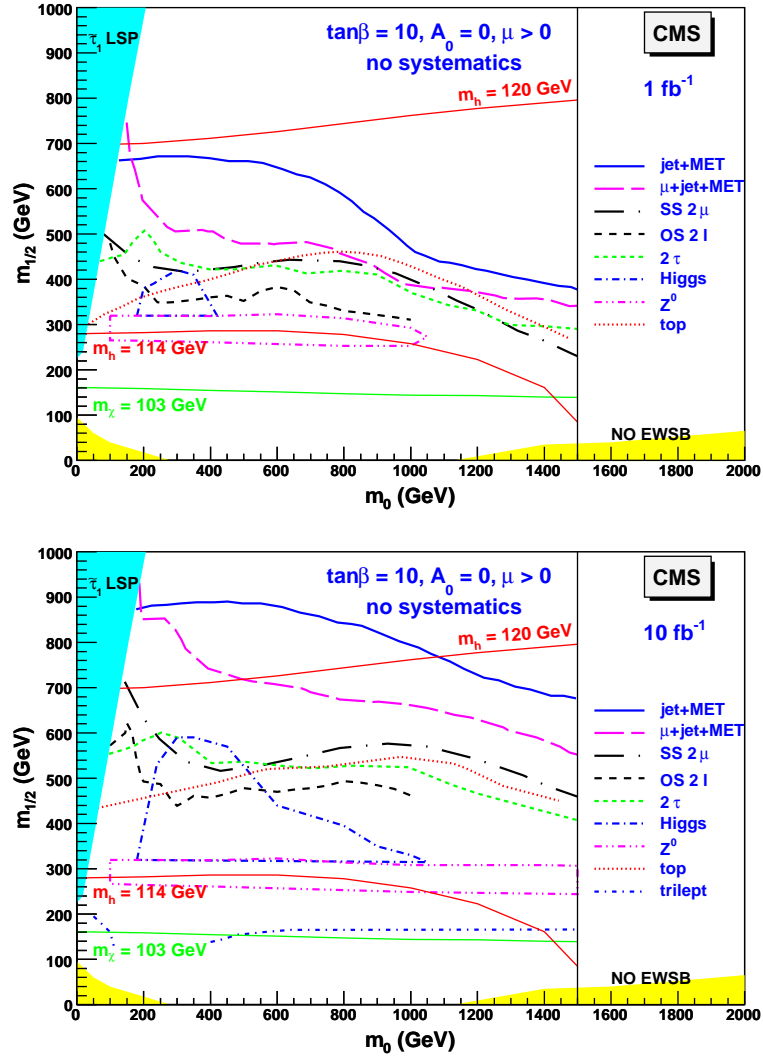 1000
900
800
700
600
500
400
300
200
100
0
m1/2 (GeV)
τ̃1 LSP
tanβ = 10, A0 = 0, μ > 0
no systematics
CMS
1 fb-1
mh = 120 GeV
mh = 114 GeV
mχ = 103 GeV
NO EWSB
jet+MET
μ+jet+MET
SS 2 μ
OS 2 l
2 τ
Higgs
Z0
top
0 200 400 600 800 1000 1200 1400 1600 1800 2000
m0 (GeV)
1000
900
800
700
600
500
400
300
200
100
0
m1/2 (GeV)
τ̃1 LSP
tanβ = 10, A0 = 0, μ > 0
no systematics
CMS
10 fb-1
mh = 120 GeV
mh = 114 GeV
mχ = 103 GeV
NO EWSB
jet+MET
μ+jet+MET
SS 2 μ
OS 2 l
2 τ
Higgs
Z0
top
trilept
0 200 400 600 800 1000 1200 1400 1600 1800 2000
m0 (GeV)